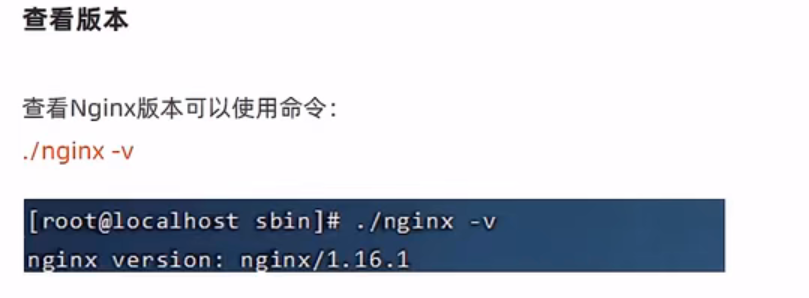 查看版本
查看Nginx版本可以使用命令：
./nginx -v
[root@localhost sbin]# ./nginx -v
nginx version: nginx/1.16.1